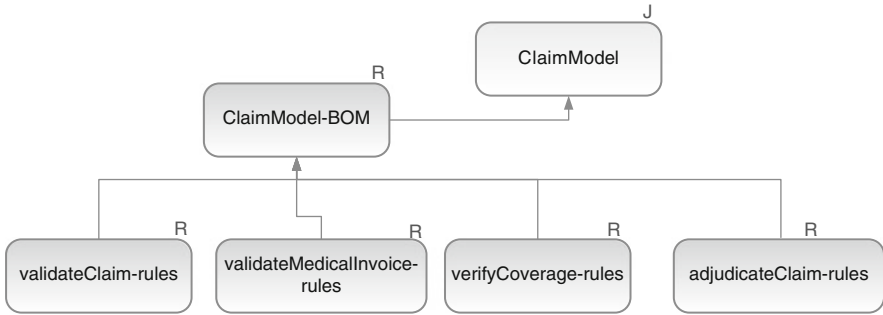 J
ClaimModel
R
ClaimModel-BOM
R
validateClaim-rules
R
validateMedicalInvoice-
rules
R
verifyCoverage-rules
R
adjudicateClaim-rules